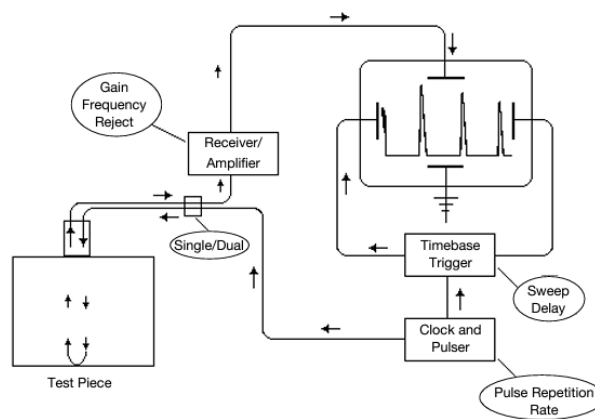 Gain
Frequency
Reject
Receiver/
Amplifier
Single/Dual
Timebase
Trigger
Sweep
Delay
Clock and
Pulser
Test Piece
Pulse Repetition
Rate